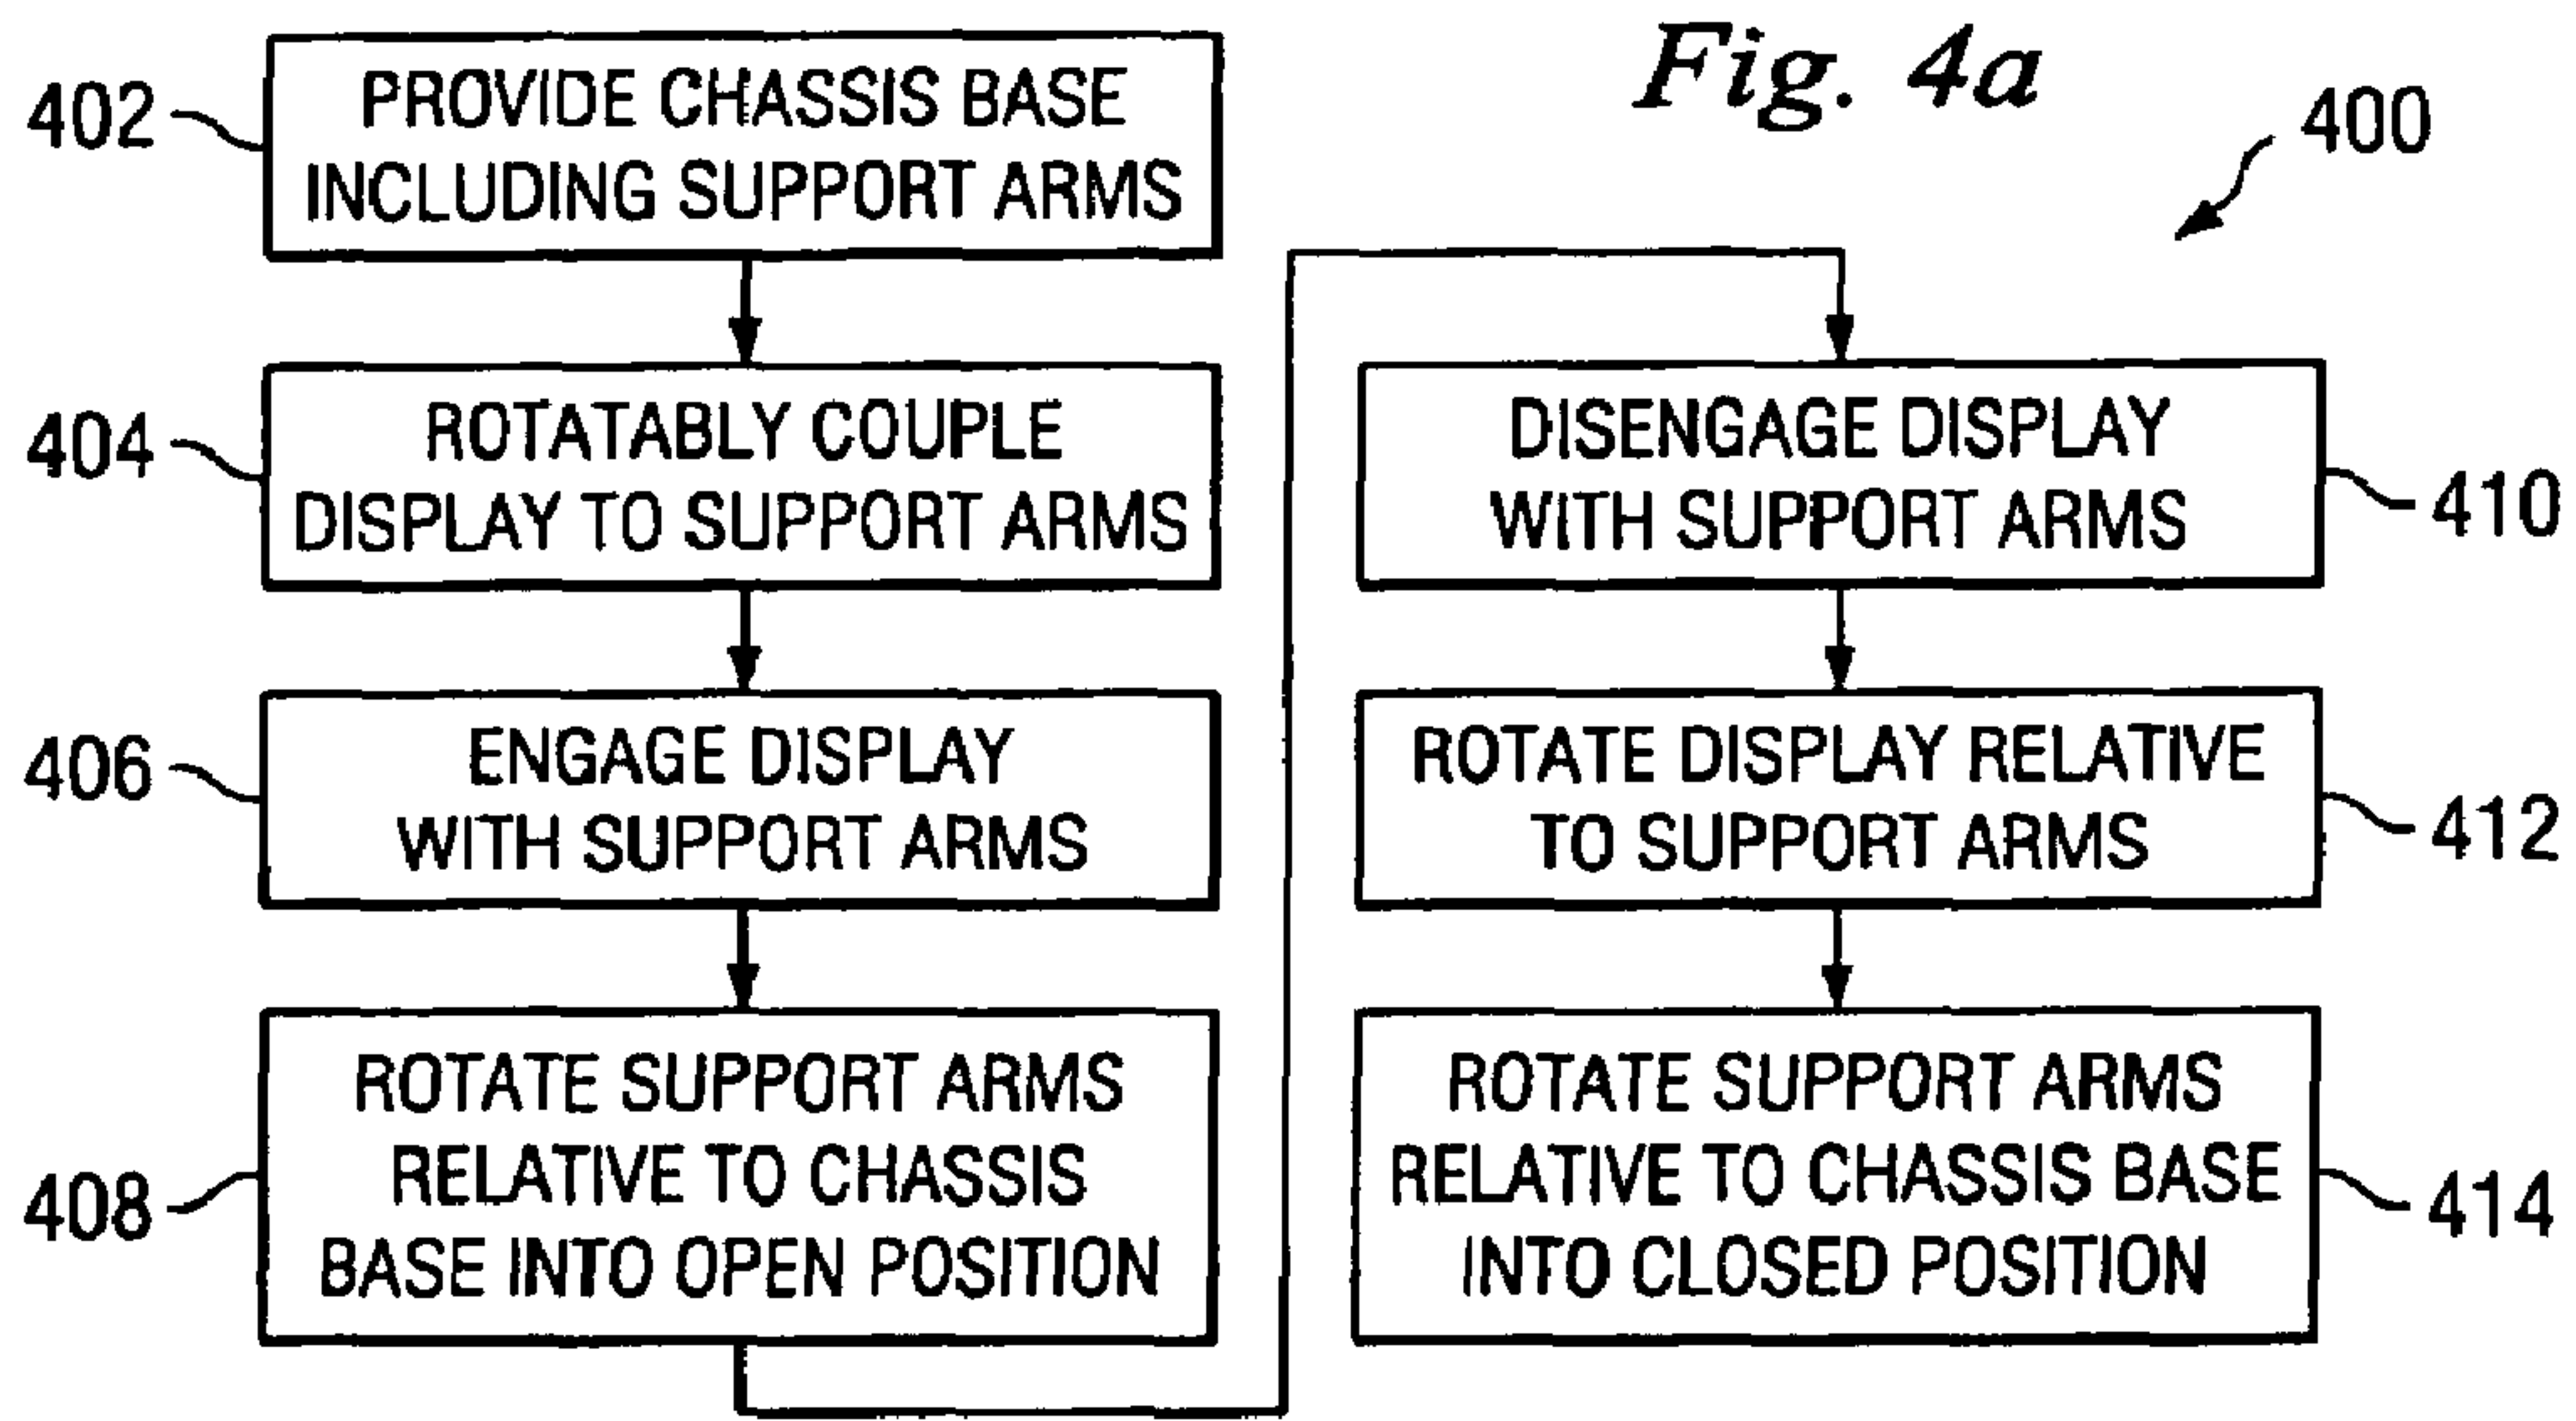 Fig. 4a
400
402
PROVIDE CHASSIS BASE
INCLUDING SUPPORT ARMS
404
ROTATABLY COUPLE
DISPLAY TO SUPPORT ARMS
406
ENGAGE DISPLAY
WITH SUPPORT ARMS
408
ROTATE SUPPORT ARMS
RELATIVE TO CHASSIS
BASE INTO OPEN POSITION
DISENGAGE DISPLAY
WITH SUPPORT ARMS
410
ROTATE DISPLAY RELATIVE
TO SUPPORT ARMS
412
ROTATE SUPPORT ARMS
RELATIVE TO CHASSIS BASE
INTO CLOSED POSITION
414